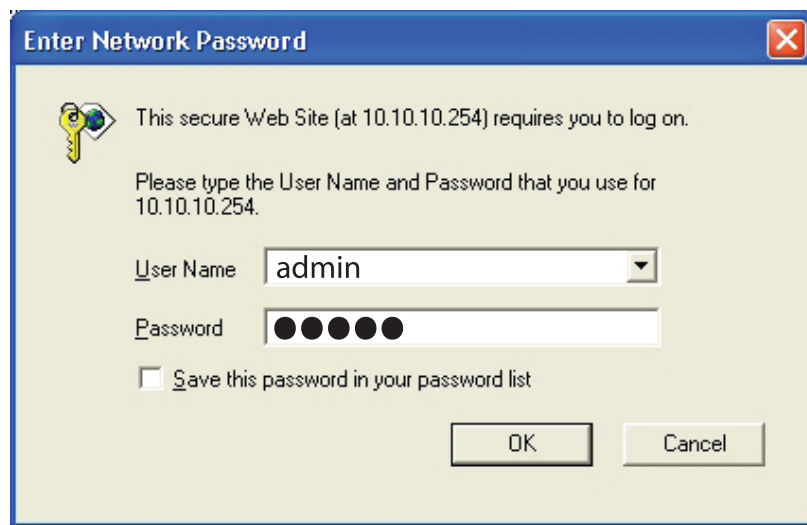 Enter Network Password
This secure Web Site (at 10.10.10.254) requires you to log on.
Please type the User Name and Password that you use for
10.10.10.254.
User Name admin
Password ●●●●●
Save this password in your password list
OK Cancel